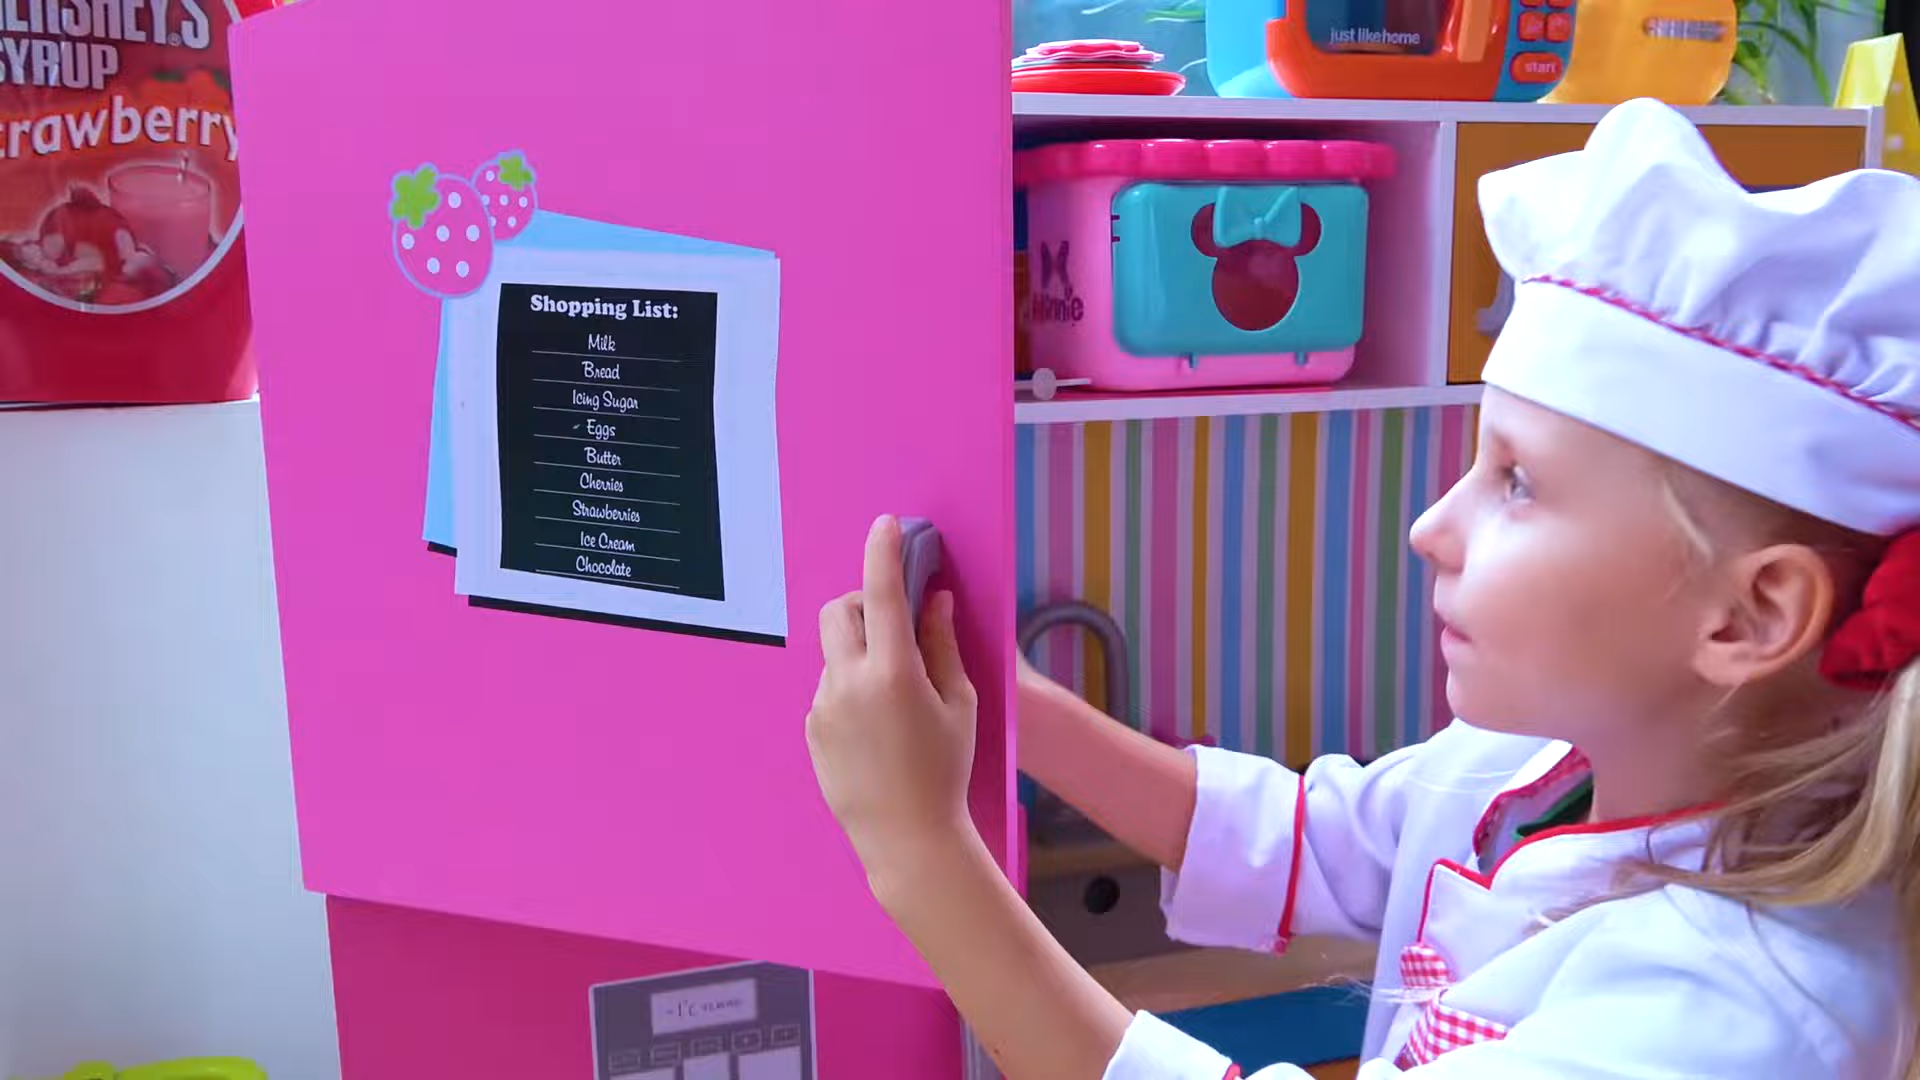 HERSHEY'S
SYRUP
strawberry
just like home
start
Minnie
Shopping List:
Milk
Bread
Icing Sugar
Eggs
Butter
Cherries
Strawberries
Ice Cream
Chocolate